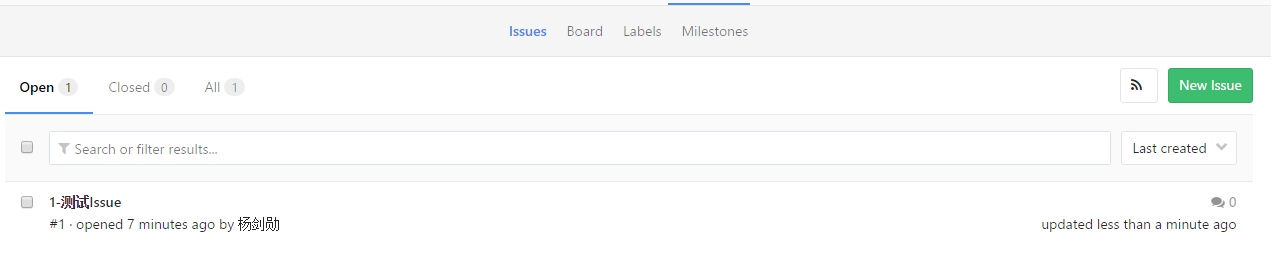 Issues Board Labels Milestones
Open 1 Closed 0 All 1 New Issue
Search or filter results... Last created
1-测试Issue 0
#1 · opened 7 minutes ago by 杨剑勋 updated less than a minute ago